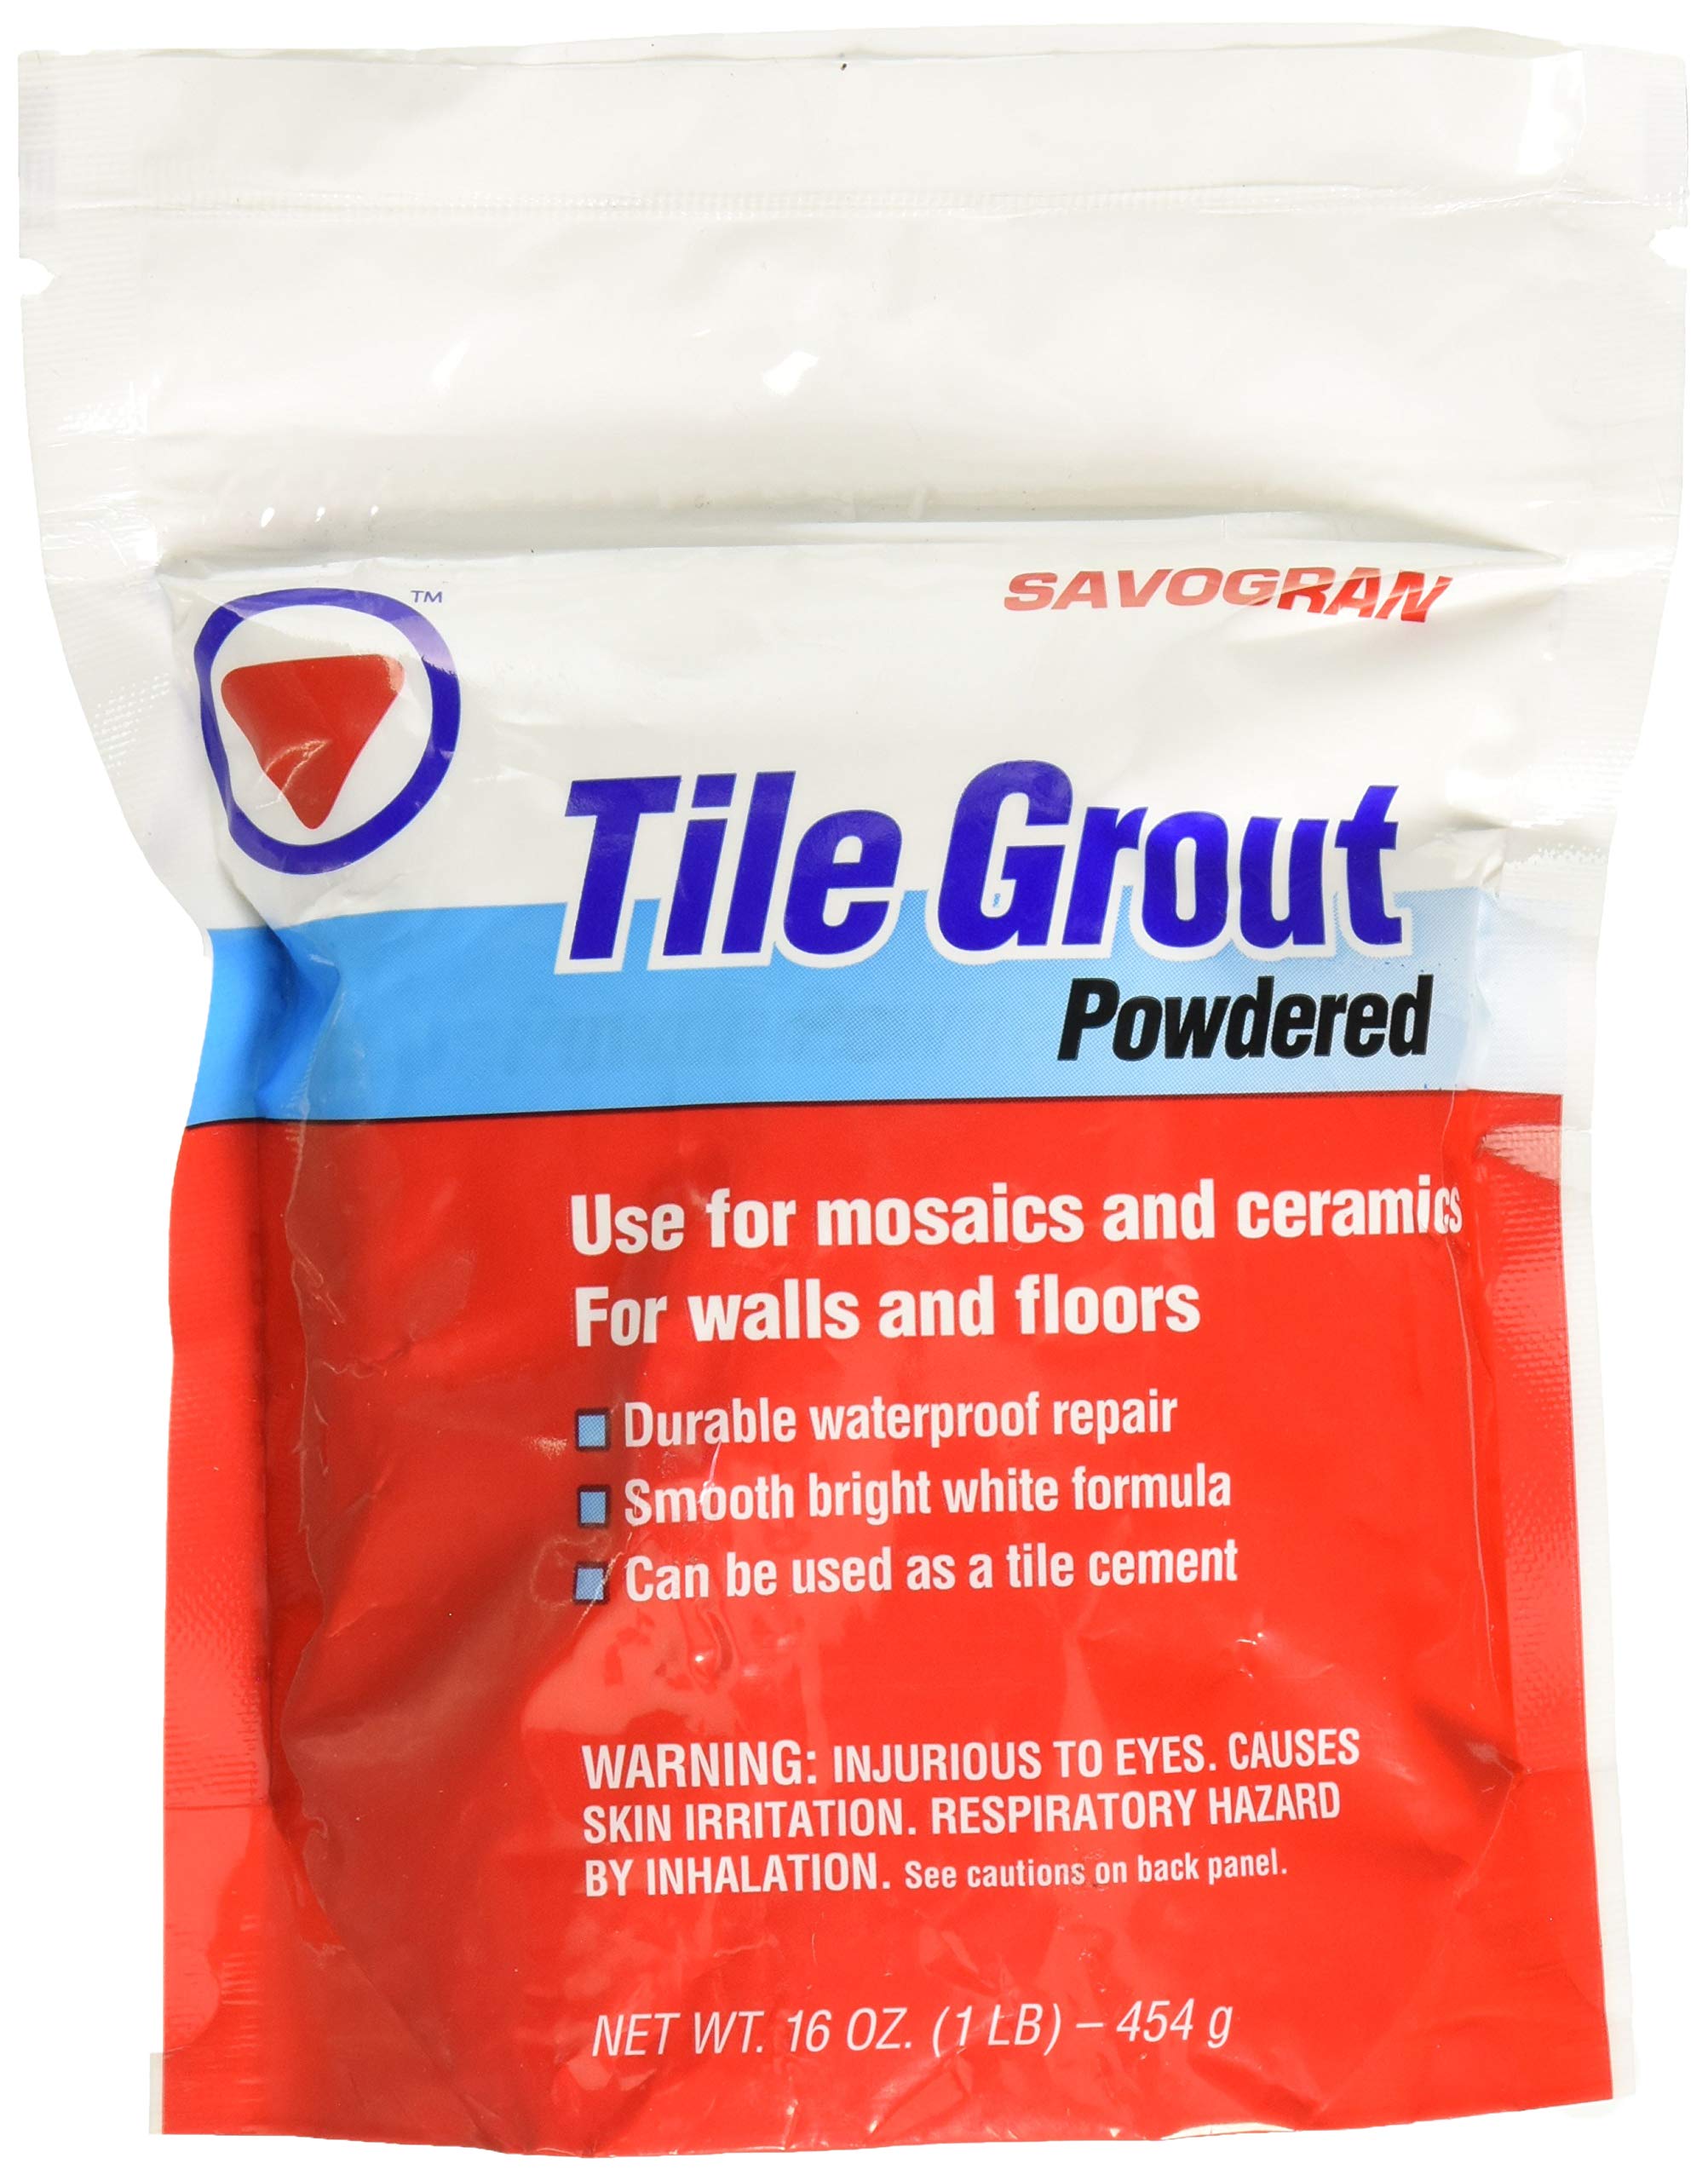 SAVOGRAN
TM
Tile Grout
Powdered
Use for mosaics and ceramics
For walls and floors
Durable waterproof repair
Smooth bright white formula
Can be used as a tile cement
WARNING: INJURIOUS TO EYES. CAUSES
SKIN IRRITATION. RESPIRATORY HAZARD
BY INHALATION. See cautions on back panel.
NET WT. 16 OZ. (1 LB) – 454 g